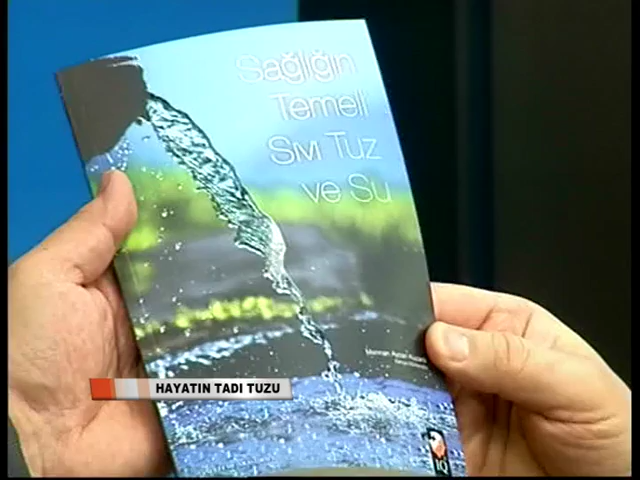 Sağlığın
Temeli
Sıvı Tuz
ve Su
HAYATIN TADI TUZU